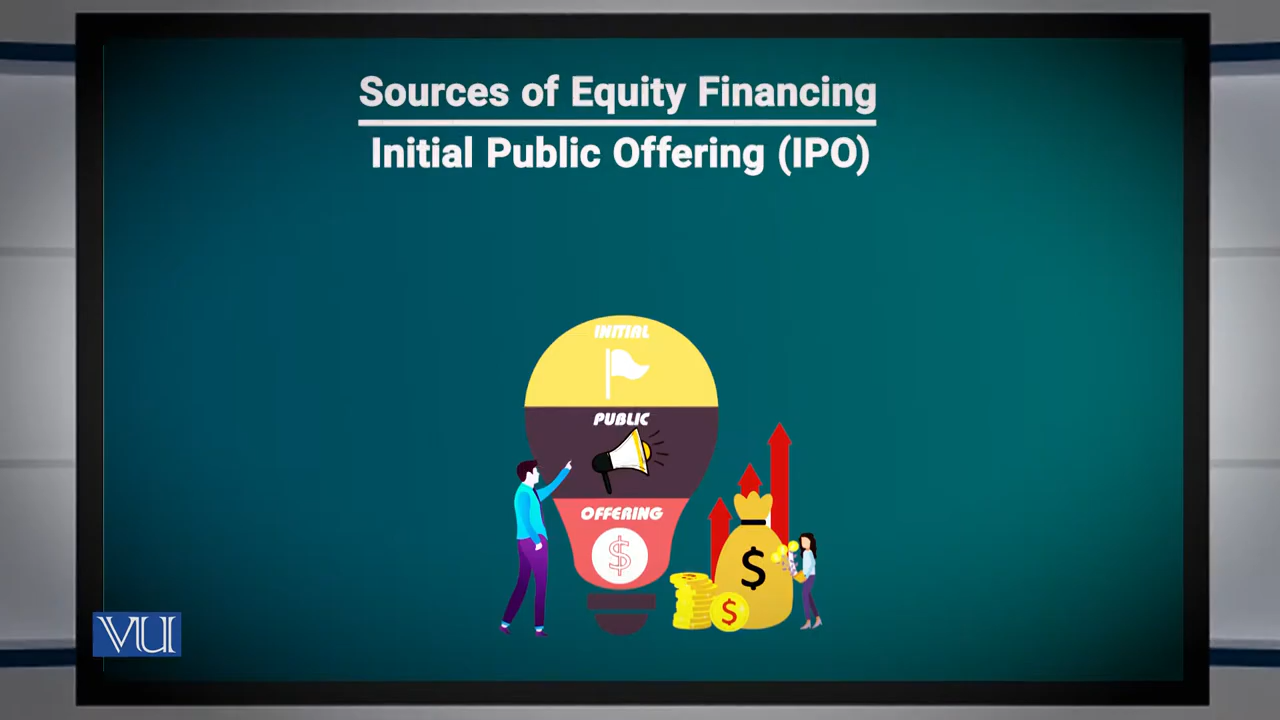 Sources of Equity Financing
Initial Public Offering (IPO)
INITIAL
PUBLIC
OFFERING
$
$
$
VU